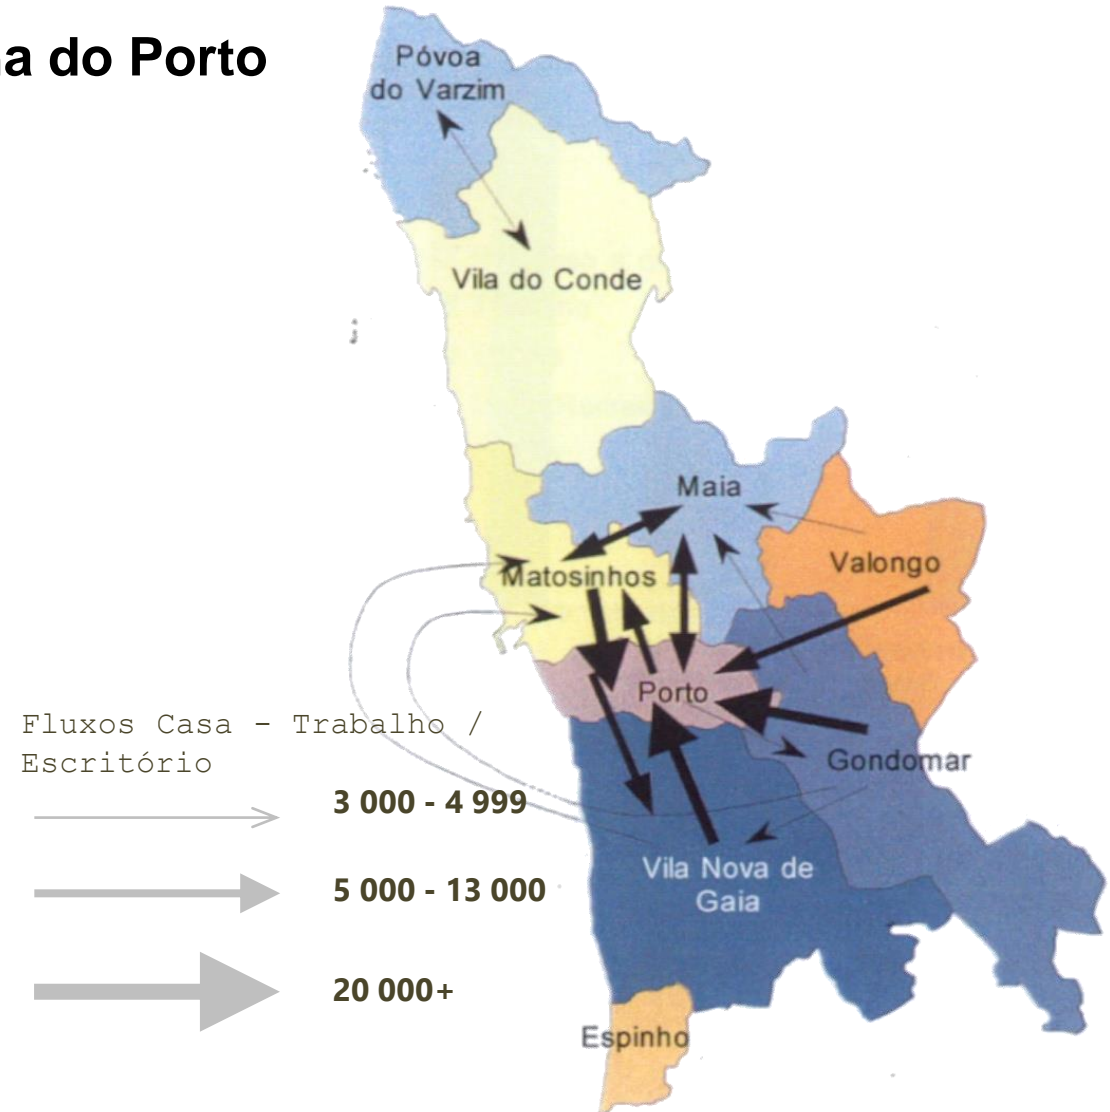 a do Porto
Póvoa
do Varzim
Vila do Conde
Maia
Valongo
Matosinhos
Porto
Fluxos Casa - Trabalho /
Escritório
Gondomar
3 000 - 4 999
5 000 - 13 000
Vila Nova de
Gaia
20 000+
Espinho